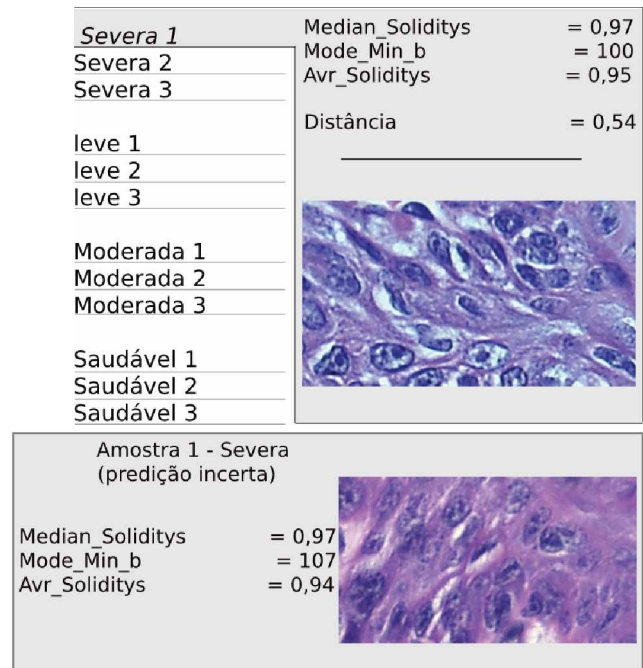 Severa 1
Severa 2
Severa 3
leve 1
leve 2
leve 3
Moderada 1
Moderada 2
Moderada 3
Saudável 1
Saudável 2
Saudável 3
Median_Soliditys = 0,97
Mode_Min_b = 100
Avr_Soliditys = 0,95
Distância = 0,54
Amostra 1 - Severa
(predição incerta)
Median_Soliditys = 0,97
Mode_Min_b = 107
Avr_Soliditys = 0,94